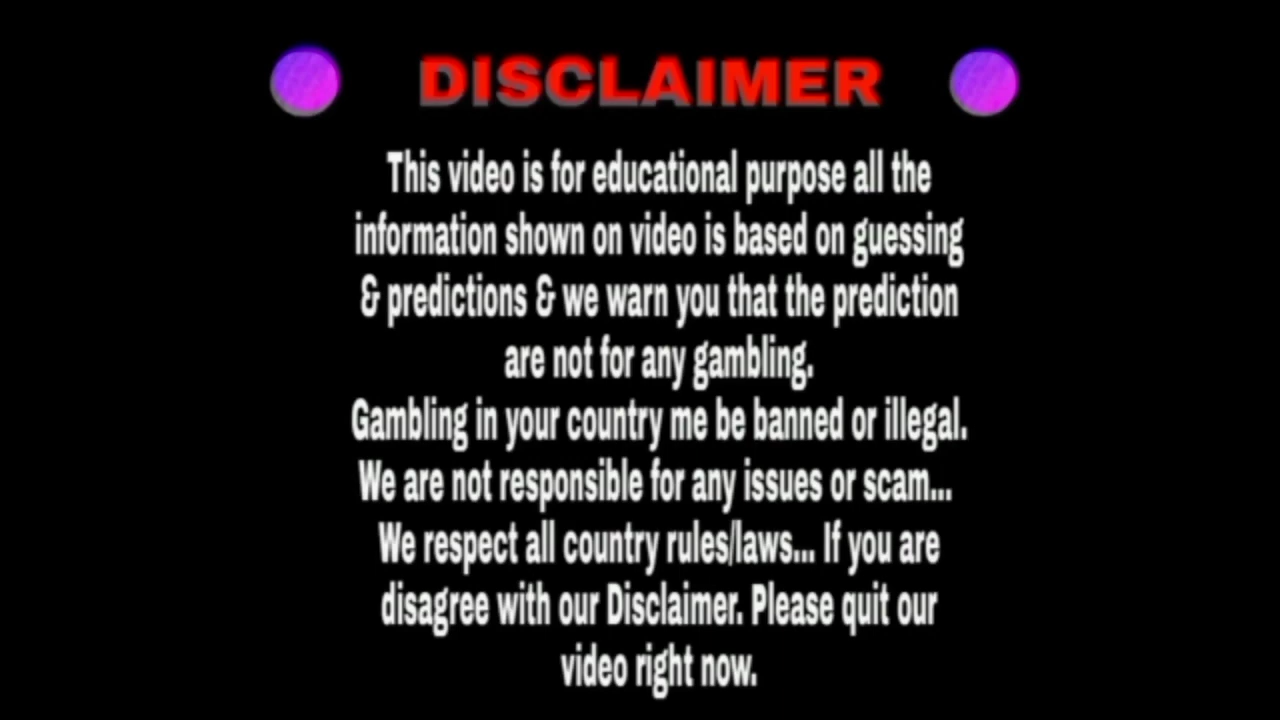 DISCLAIMER
This video is for educational purpose all the
information shown on video is based on guessing
& predictions & we warn you that the prediction
are not for any gambling.
Gambling in your country me be banned or illegal.
We are not responsible for any issues or scam...
We respect all country rules/laws... If you are
disagree with our Disclaimer. Please quit our
video right now.